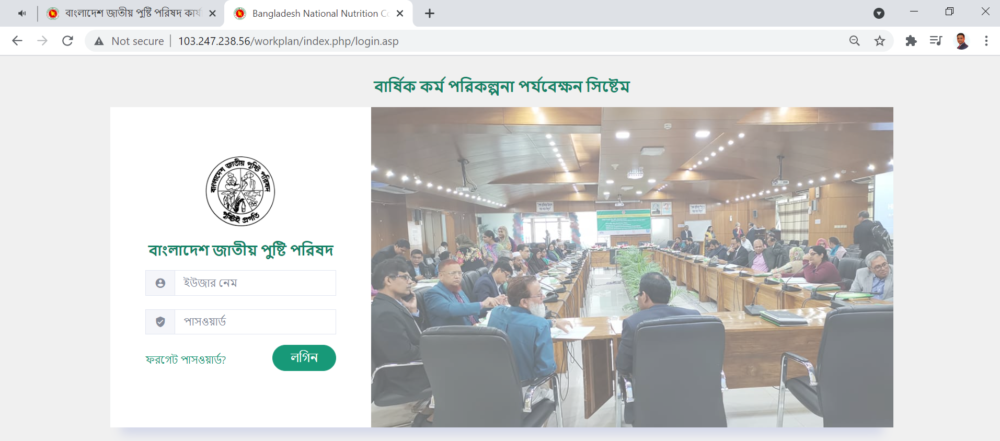 বাংলাদেশ জাতীয় পুষ্টি পরিষদ কার্য
Bangladesh National Nutrition Co
Not secure
103.247.238.56/workplan/index.php/login.asp
বার্ষিক কর্ম পরিকল্পনা পর্যবেক্ষন সিষ্টেম
বাংলাদেশ জাতীয় পুষ্টি পরিষদ
পুষ্টিই প্রগতি
বাংলাদেশ জাতীয় পুষ্টি পরিষদ
ইউজার নেম
পাসওয়ার্ড
ফরগেট পাসওয়ার্ড?
লগিন